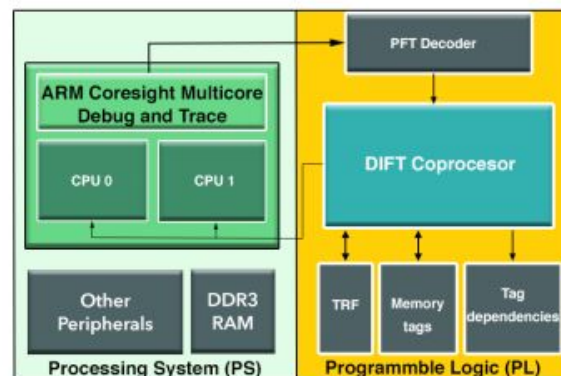 PFT Decoder
ARM Coresight Multicore
Debug and Trace
CPU 0
CPU 1
DIFT Coprocesor
Other
Peripherals
DDR3
RAM
TRF
Memory
tags
Tag
dependencies
Processing System (PS)
Programmble Logic (PL)